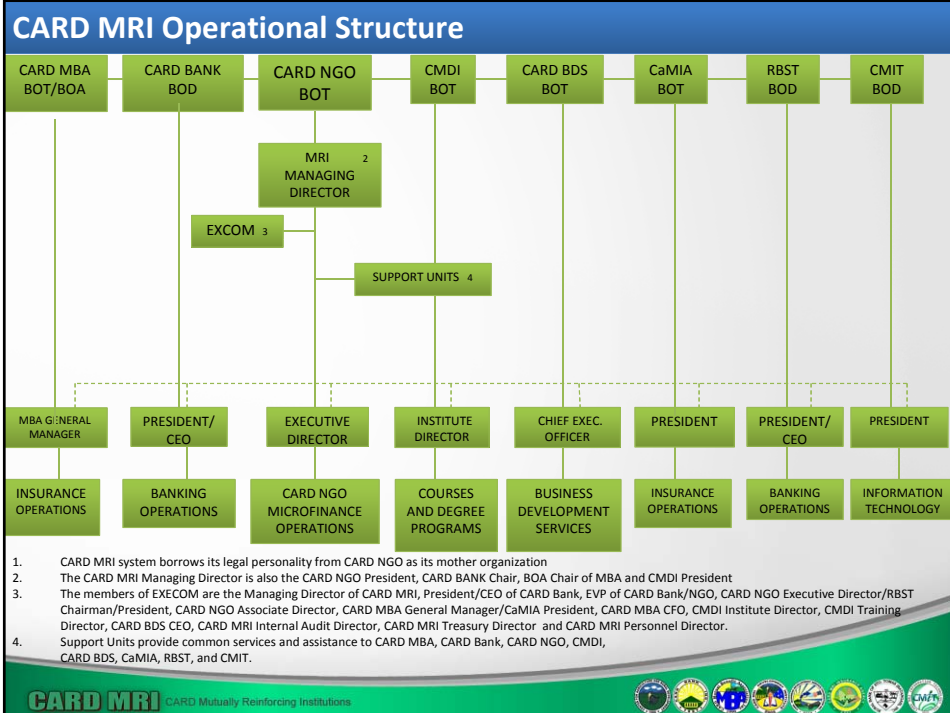 CARD MRI Operational Structure
CARD MBA
BOT/BOA
CARD BANK
BOD
CARD NGO
BOT
CMDI
BOT
CARD BDS
BOT
CaMIA
BOT
RBST
BOD
CMIT
BOD
MRI 2
MANAGING
DIRECTOR
EXCOM 3
SUPPORT UNITS 4
MBA GENERAL
MANAGER
PRESIDENT/
CEO
EXECUTIVE
DIRECTOR
INSTITUTE
DIRECTOR
CHIEF EXEC.
OFFICER
PRESIDENT
PRESIDENT/
CEO
PRESIDENT
INSURANCE
OPERATIONS
BANKING
OPERATIONS
CARD NGO
MICROFINANCE
OPERATIONS
COURSES
AND DEGREE
PROGRAMS
BUSINESS
DEVELOPMENT
SERVICES
INSURANCE
OPERATIONS
BANKING
OPERATIONS
INFORMATION
TECHNOLOGY
1. CARD MRI system borrows its legal personality from CARD NGO as its mother organization
2. The CARD MRI Managing Director is also the CARD NGO President, CARD BANK Chair, BOA Chair of MBA and CMDI President
3. The members of EXECOM are the Managing Director of CARD MRI, President/CEO of CARD Bank, EVP of CARD Bank/NGO, CARD NGO Executive Director/RBST
Chairman/President, CARD NGO Associate Director, CARD MBA General Manager/CaMIA President, CARD MBA CFO, CMDI Institute Director, CMDI Training
Director, CARD BDS CEO, CARD MRI Internal Audit Director, CARD MRI Treasury Director and CARD MRI Personnel Director.
4. Support Units provide common services and assistance to CARD MBA, CARD Bank, CARD NGO, CMDI,
CARD BDS, CaMIA, RBST, and CMIT.
CARD MRI CARD Mutually Reinforcing Institutions